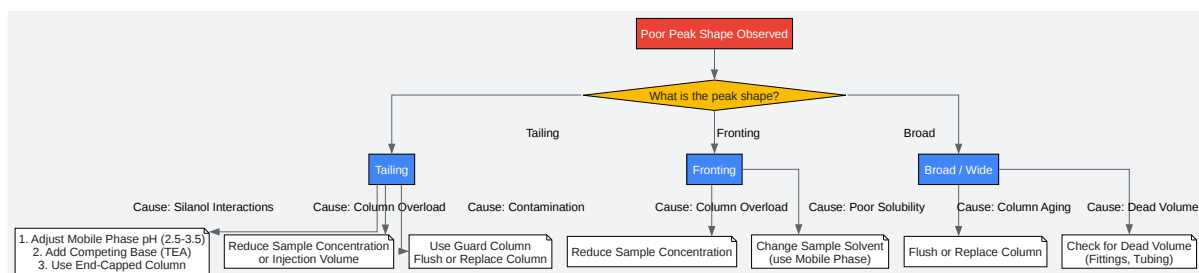 Poor Peak Shape Observed
What is the peak shape?
Tailing
Fronting
Broad
Tailing
Fronting
Broad / Wide
Cause: Silanol Interactions
Cause: Column Overload
Cause: Contamination
Cause: Column Overload
Cause: Poor Solubility
Cause: Column Aging
Cause: Dead Volume
1. Adjust Mobile Phase pH (2.5-3.5)
2. Add Competing Base (TEA)
3. Use End-Capped Column
Reduce Sample Concentration
or Injection Volume
Use Guard Column
Flush or Replace Column
Reduce Sample Concentration
Change Sample Solvent
(use Mobile Phase)
Flush or Replace Column
Check for Dead Volume
(Fittings, Tubing)